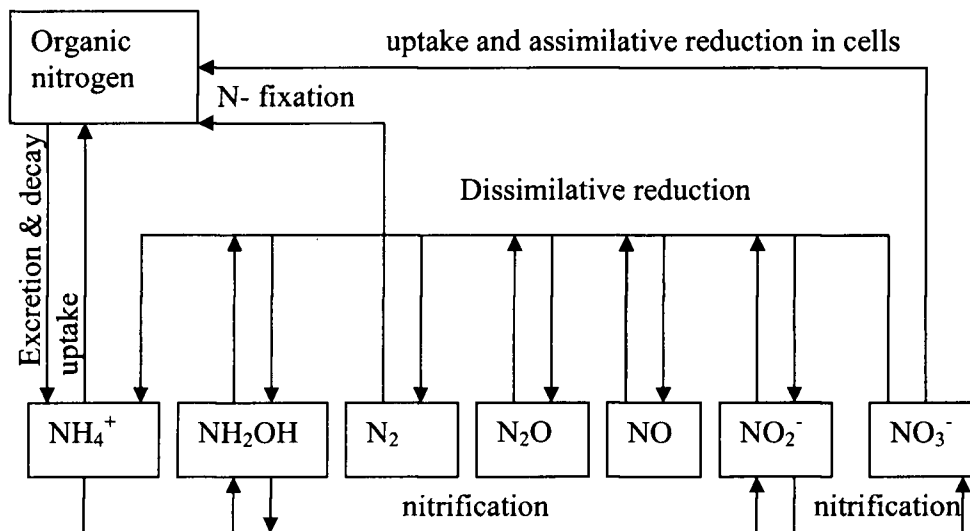 Organic
nitrogen
uptake and assimilative reduction in cells
N- fixation
Excretion & decay
uptake
Dissimilative reduction
NH₄⁺
NH₂OH
N₂
N₂O
NO
NO₂⁻
NO₃⁻
nitrification
nitrification